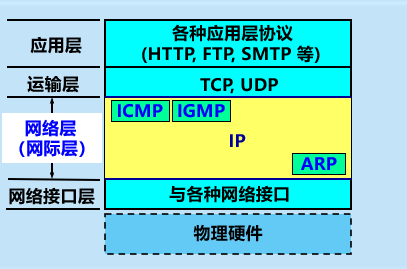 应用层
各种应用层协议
(HTTP, FTP, SMTP 等)
运输层
TCP, UDP
网络层
（网际层）
ICMP
IGMP
IP
ARP
网络接口层
与各种网络接口
物理硬件